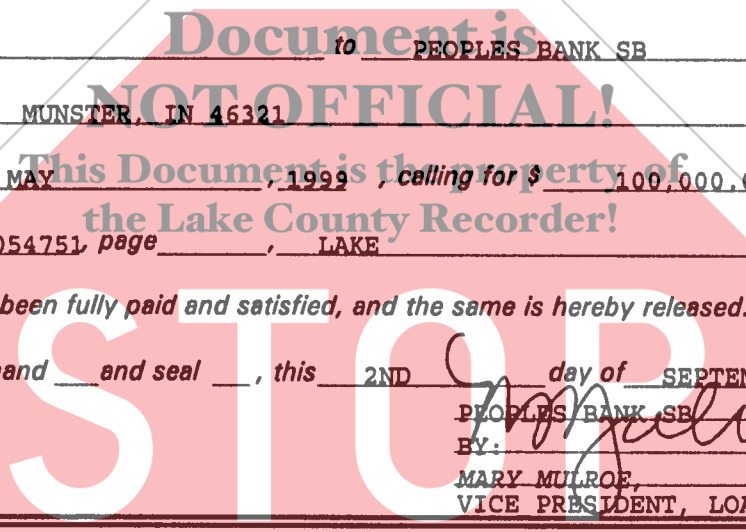 Document is
to PEOPLES BANK SB
NOT OFFICIAL!
MUNSTER, IN 46321
This Document is the property of
MAY , 1999 , calling for $ 100,000.
the Lake County Recorder!
054751, page , LAKE
been fully paid and satisfied, and the same is hereby released.
and and seal , this 2ND day of SEPTEM
STOP
PEOPLES BANK SB
BY:
MARY MULROE,
VICE PRESIDENT, LOA